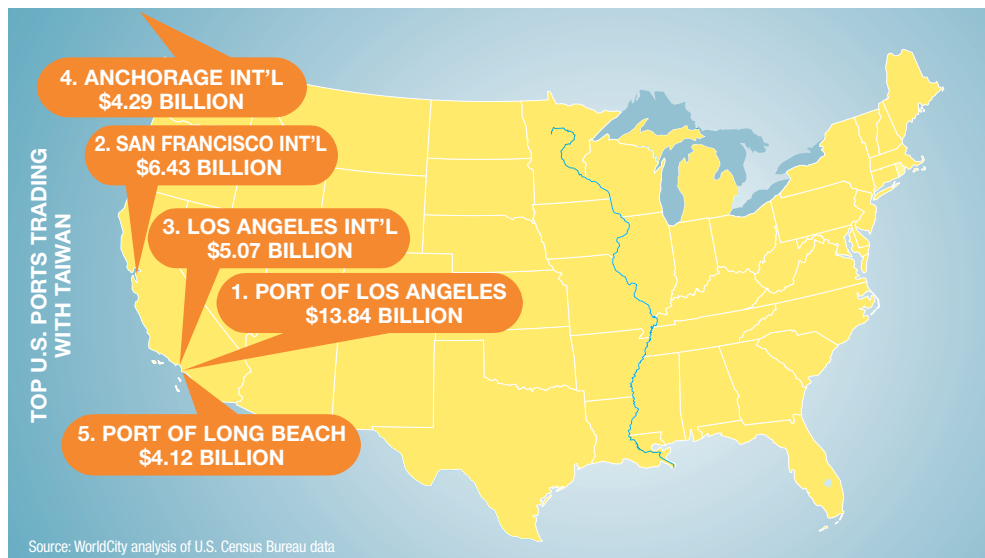 TOP U.S. PORTS TRADING
WITH TAIWAN
4. ANCHORAGE INT'L
$4.29 BILLION
2. SAN FRANCISCO INT'L
$6.43 BILLION
3. LOS ANGELES INT'L
$5.07 BILLION
1. PORT OF LOS ANGELES
$13.84 BILLION
5. PORT OF LONG BEACH
$4.12 BILLION
Source: WorldCity analysis of U.S. Census Bureau data